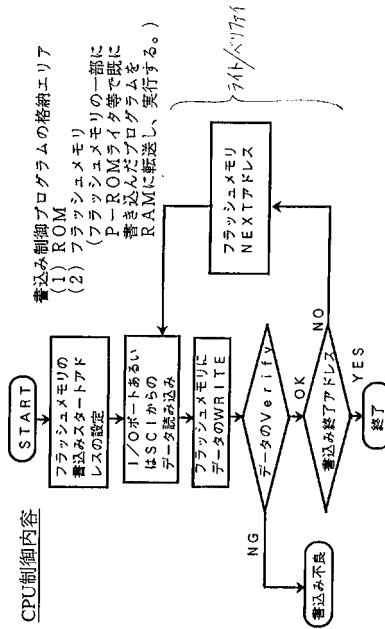 CPU制御内容
START
フラッシュメモリの
書込みスタートアド
レスの設定
I/Oポートあるい
はSCIからの
データ読み込み
フラッシュメモリに
データのWRITE
データのVerify
NG
書込み不良
OK
書込み終了アドレス
NO
YES
終了
フラッシュメモリ
NEXTアドレス
書込み制御プログラムの格納エリア
(1) ROM
(2) フラッシュメモリ
(フラッシュメモリの一部に
P-ROMライタ等で既に
書き込んだプログラムを
RAMに転送し、実行する。)
ライト/ベリファイ